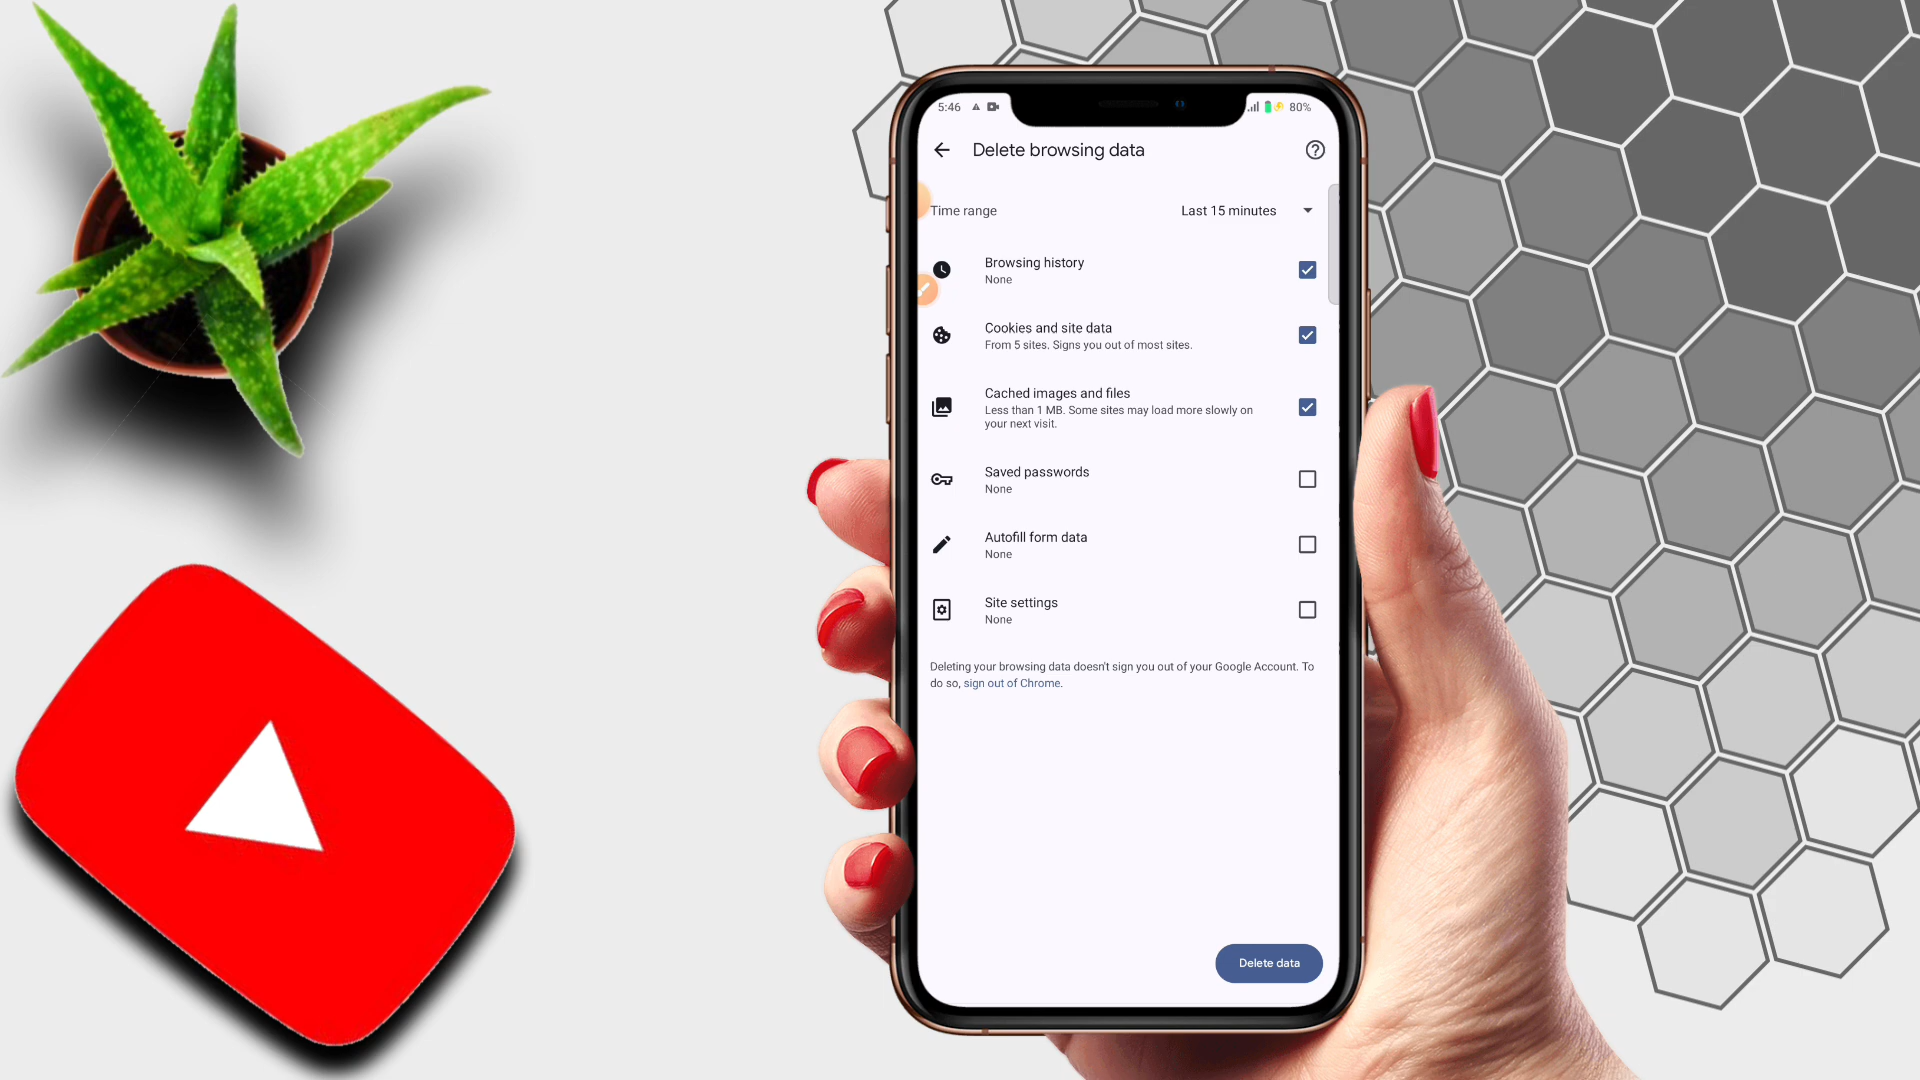 5:46
80%
Delete browsing data
Time range
Last 15 minutes
Browsing history
None
Cookies and site data
From 5 sites. Signs you out of most sites.
Cached images and files
Less than 1 MB. Some sites may load more slowly on
your next visit.
Saved passwords
None
Autofill form data
None
Site settings
None
Deleting your browsing data doesn't sign you out of your Google Account. To
do so, sign out of Chrome.
Delete data